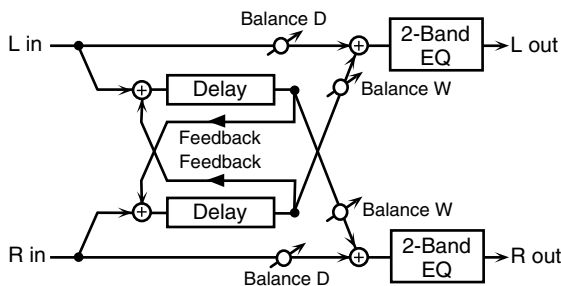 Balance D
L in
2-Band
EQ
L out
Delay
Balance W
Feedback
Feedback
Delay
Balance W
R in
Balance D
2-Band
EQ
R out